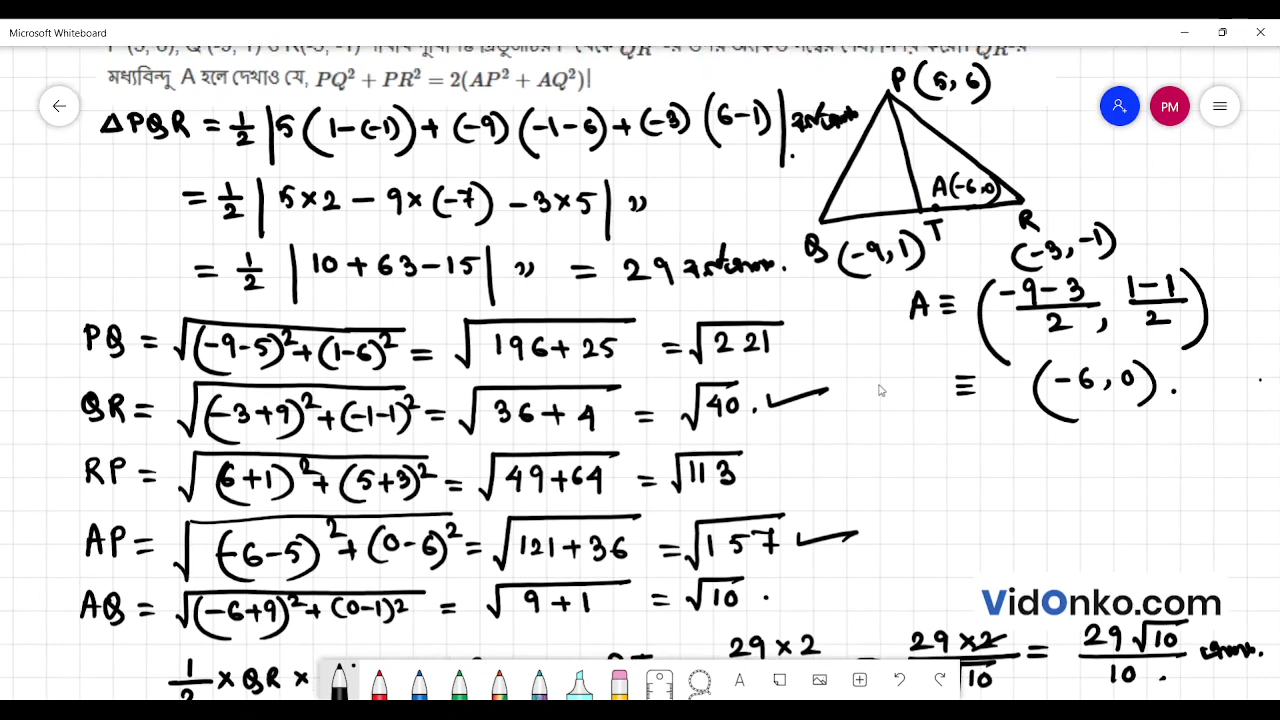 Microsoft Webboard
মধ্যবিন্দু A হলে দেখাও যে, PQ² + PR² = 2(AP² + AQ²)|
P (5, 6)
PM
ΔPQR = 1/2 |5 (1-(-1)) + (-9) (-1-6) + (-3) (6-1)|
= 1/2 | 5×2 - 9×(-7) - 3×5 | "
A(-6,0)
T
R
Q (-9, 1)
(-3, -1)
= 1/2 | 10 + 63 - 15 | " = 29
A ≡ ( (-9-3)/2 , (1-1)/2 )
≡ (-6, 0).
PQ = √((-9-5)² + (1-6)²) = √(196+25) = √221
QR = √((-3+9)² + (-1-1)²) = √(36+4) = √40. ✓
RP = √((6+1)² + (5+3)²) = √(49+64) = √113
AP = √((-6-5)² + (0-6)²) = √(121+36) = √157 ✓
AQ = √((-6+9)² + (0-1)²) = √(9+1) = √10 .
VidOnko.com
1/2 × QR ×
29×2
29×2 / √10 = 29√10 / 10 .